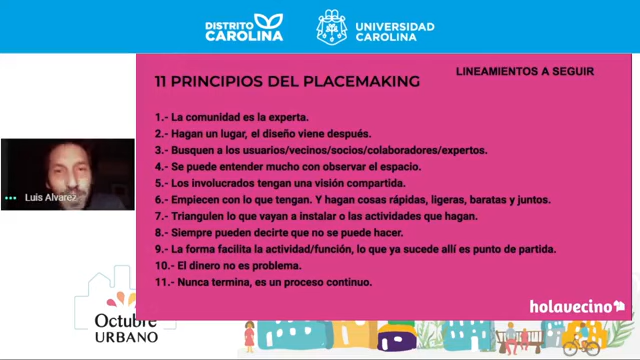 DISTRITO
CAROLINA
UNIVERSIDAD
CAROLINA
LINEAMIENTOS A SEGUIR
11 PRINCIPIOS DEL PLACEMAKING
1.- La comunidad es la experta.
2.- Hagan un lugar, el diseño viene después.
3.- Busquen a los usuarios/vecinos/socios/colaboradores/expertos.
4.- Se puede entender mucho con observar el espacio.
5.- Los involucrados tengan una visión compartida.
6.- Empiecen con lo que tengan. Y hagan cosas rápidas, ligeras, baratas y juntos.
7.- Triangulen lo que vayan a instalar o las actividades que hagan.
8.- Siempre pueden decirte que no se puede hacer.
9.- La forma facilita la actividad/función, lo que ya sucede allí es punto de partida.
10.- El dinero no es problema.
11.- Nunca termina, es un proceso continuo.
Luis Alvarez
holavecino
Octubre
URBANO